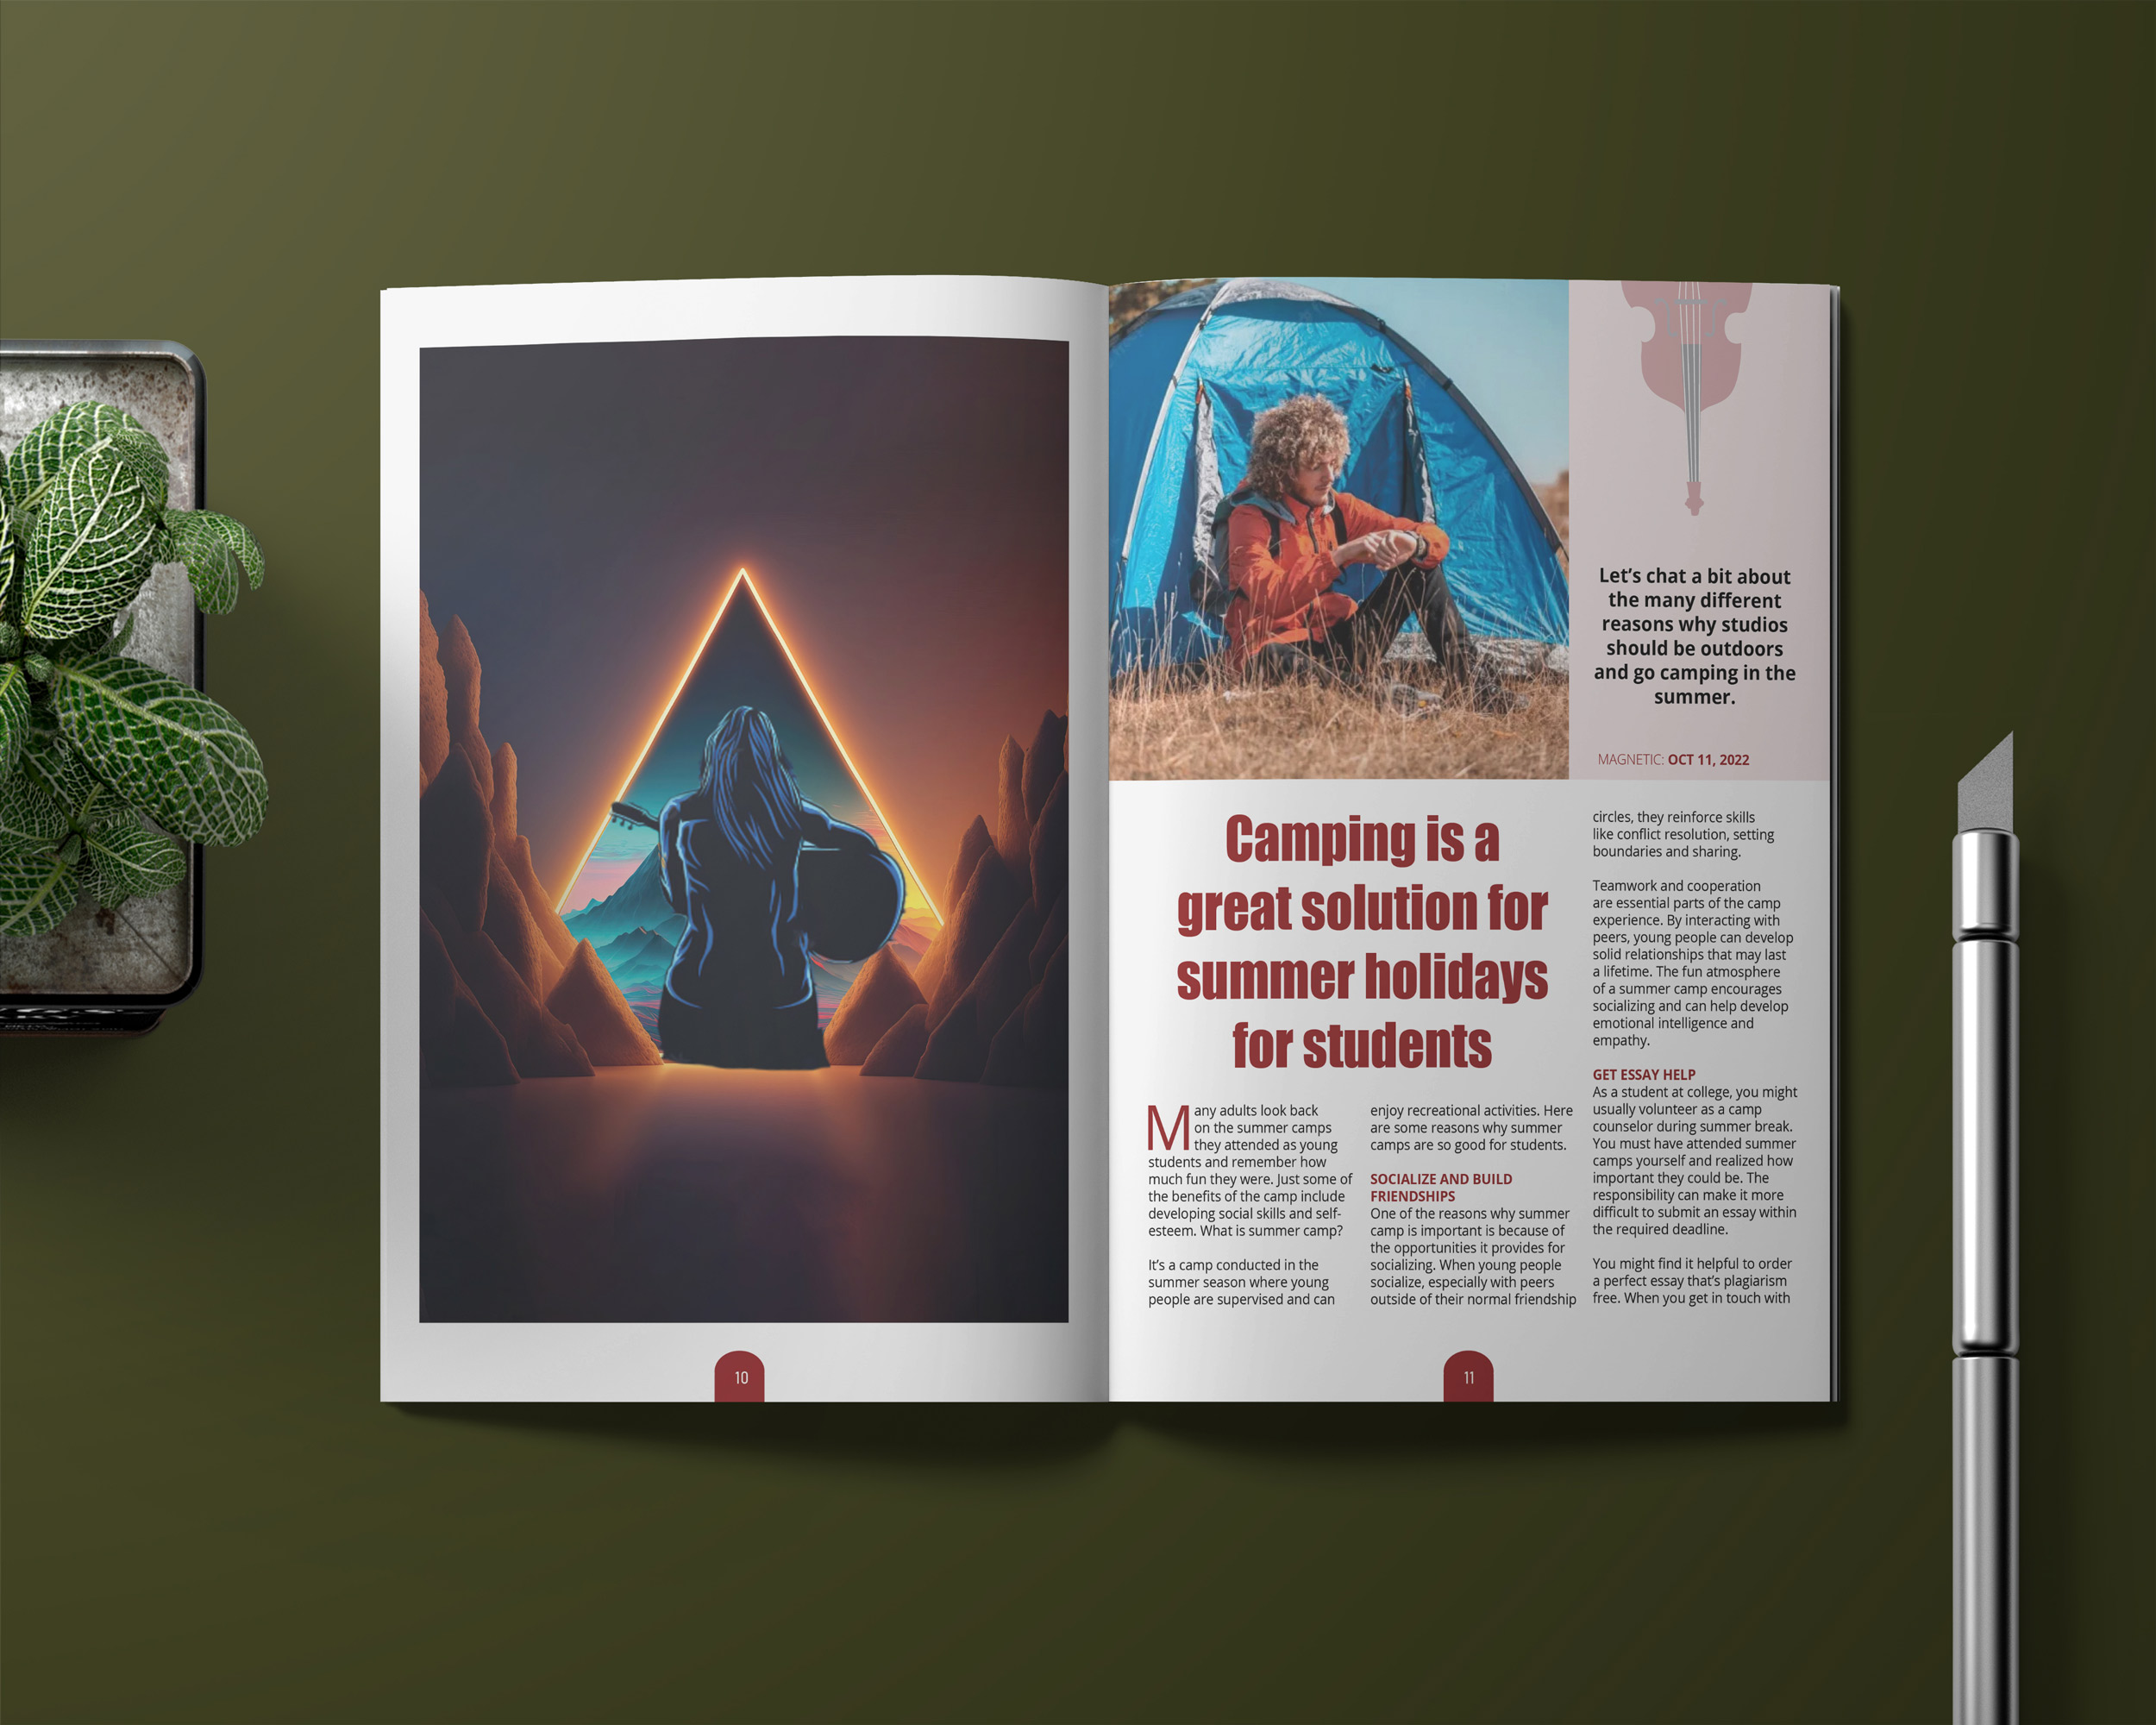 10
Let's chat a bit about
the many different
reasons why studios
should be outdoors
and go camping in the
summer.
MAGNETIC: OCT 11, 2022
Camping is a
great solution for
summer holidays
for students
Many adults look back
on the summer camps
they attended as young
students and remember how
much fun they were. Just some of
the benefits of the camp include
developing social skills and self-
esteem. What is summer camp?
It's a camp conducted in the
summer season where young
people are supervised and can
enjoy recreational activities. Here
are some reasons why summer
camps are so good for students.
SOCIALIZE AND BUILD
FRIENDSHIPS
One of the reasons why summer
camp is important is because of
the opportunities it provides for
socializing. When young people
socialize, especially with peers
outside of their normal friendship
circles, they reinforce skills
like conflict resolution, setting
boundaries and sharing.
Teamwork and cooperation
are essential parts of the camp
experience. By interacting with
peers, young people can develop
solid relationships that may last
a lifetime. The fun atmosphere
of a summer camp encourages
socializing and can help develop
emotional intelligence and
empathy.
GET ESSAY HELP
As a student at college, you might
usually volunteer as a camp
counselor during summer break.
You must have attended summer
camps yourself and realized how
important they could be. The
responsibility can make it more
difficult to submit an essay within
the required deadline.
You might find it helpful to order
a perfect essay that's plagiarism
free. When you get in touch with
11